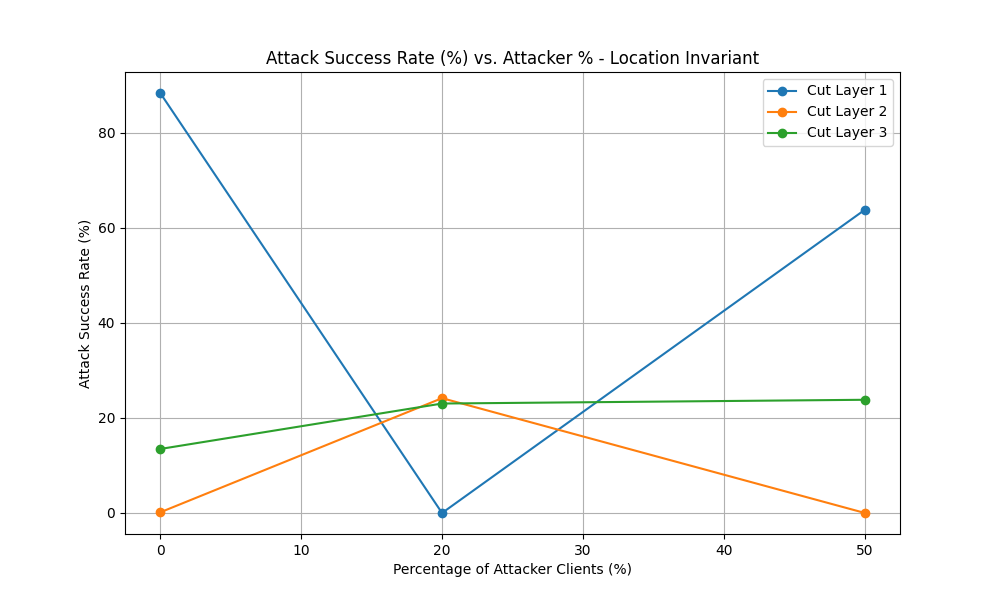 Attack Success Rate (%) vs. Attacker % - Location Invariant
Cut Layer 1
Cut Layer 2
Cut Layer 3
Attack Success Rate (%)
80
60
40
20
0
0 10 20 30 40 50
Percentage of Attacker Clients (%)